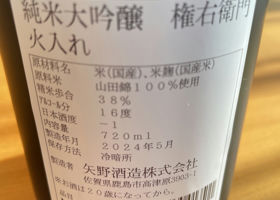 純米大吟醸　権右衛門
火入れ
原材料名　米(国産)、米麹(国産米)
原料米　山田錦100%使用
精米歩合　38%
アルコール分　16度
日本酒度　-1
内容量　720ml
製造年月　2024年5月
保存方法　冷暗所
製造者　矢野酒造株式会社
佐賀県鹿島市高津原3903-1
※お酒は20歳になってから。